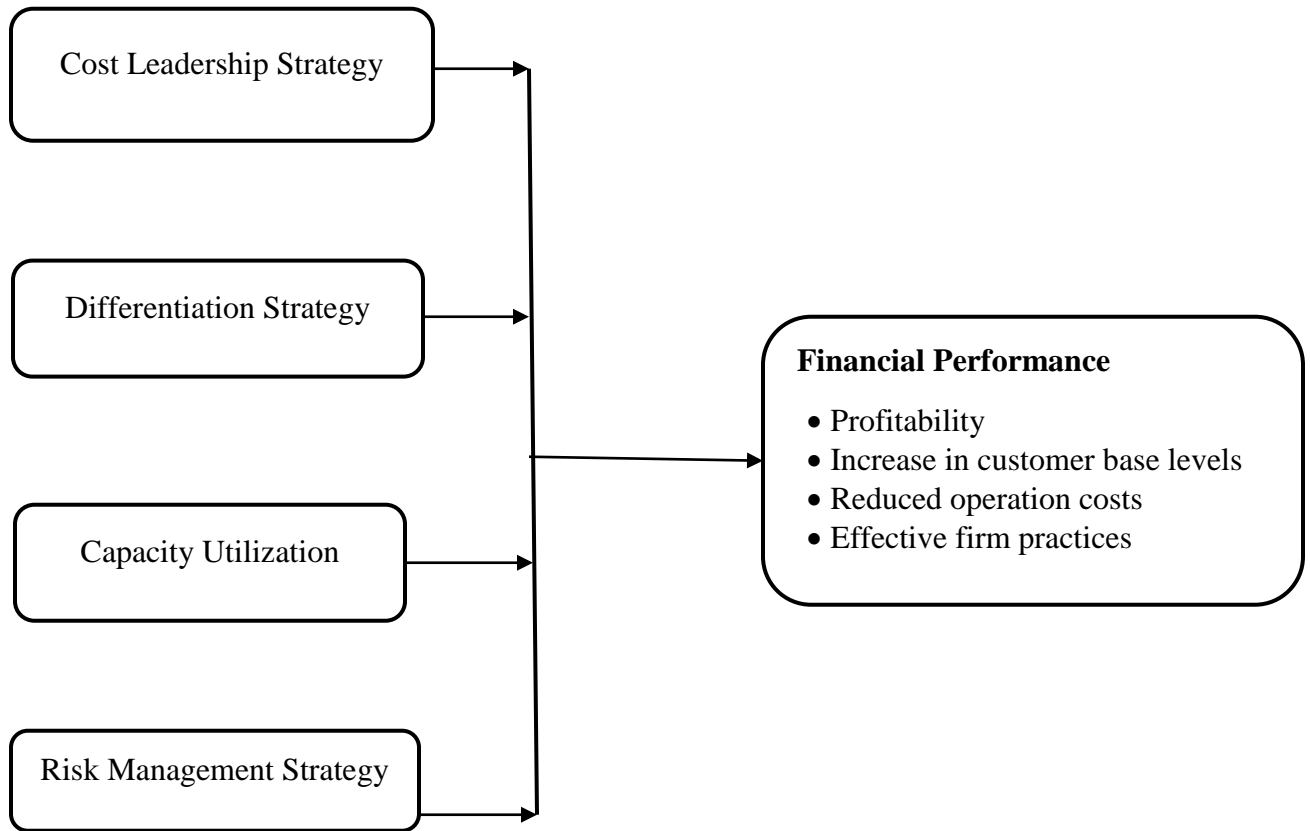 Cost Leadership Strategy
Differentiation Strategy
Capacity Utilization
Risk Management Strategy
Financial Performance
• Profitability
• Increase in customer base levels
• Reduced operation costs
• Effective firm practices